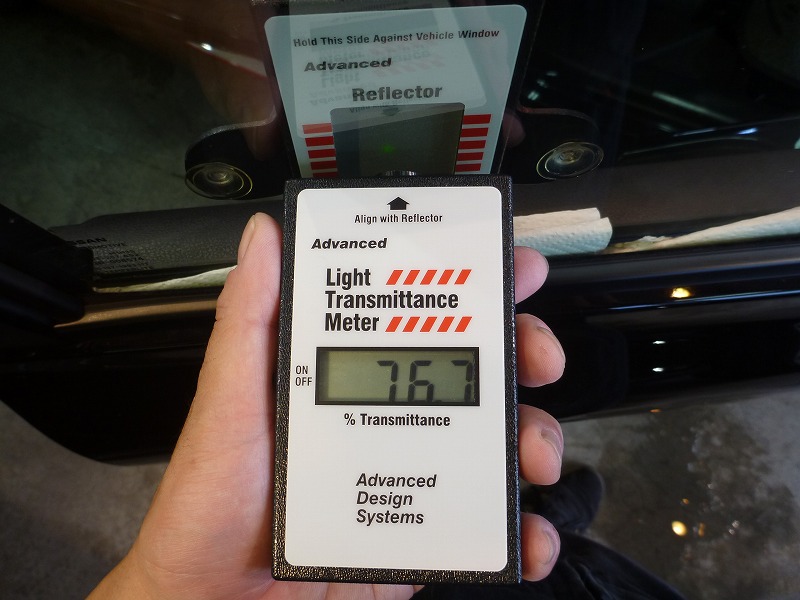 Hold This Side Against Vehicle Window
Advanced
Reflector
Align with Reflector
Advanced
Light
Transmittance
Meter
ON
OFF
76.7
% Transmittance
Advanced
Design
Systems